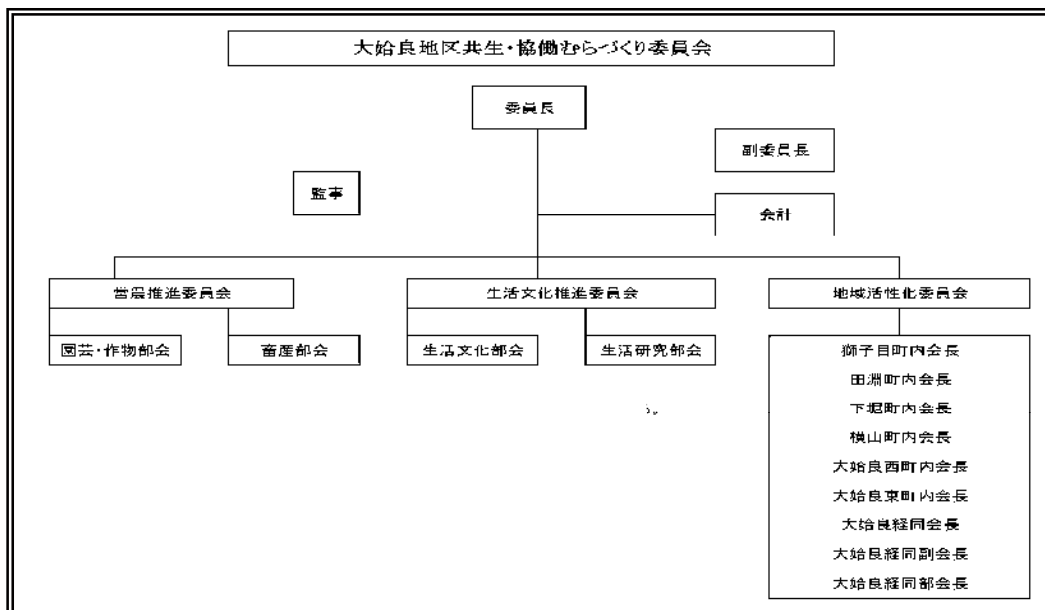 大姶良地区共生・協働むらづくり委員会
委員長
副委員長
監事
会計
営農推進委員会
生活文化推進委員会
地域活性化委員会
園芸・作物部会
畜産部会
生活文化部会
生活研究部会
獅子目町内会長
田淵町内会長
下堀町内会長
横山町内会長
大姶良西町内会長
大姶良東町内会長
大姶良経同会長
大姶良経同副会長
大姶良経同部会長